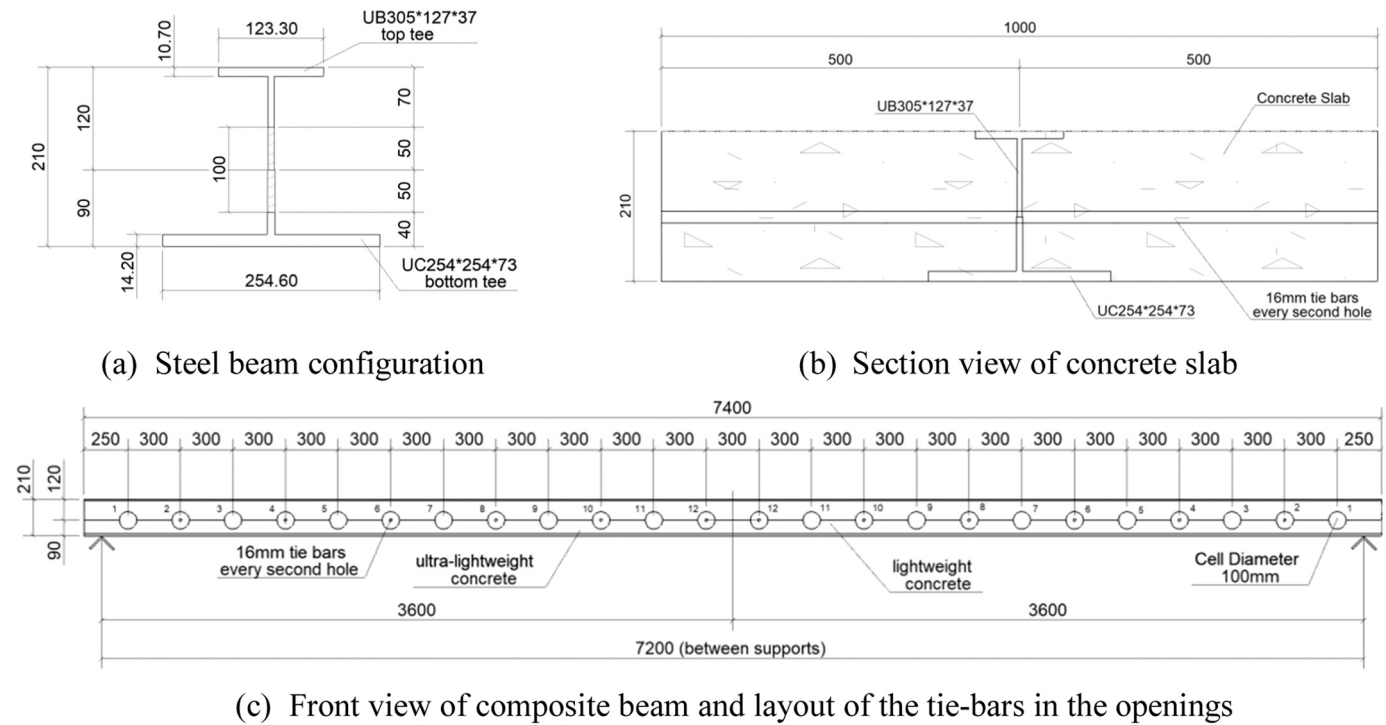 UB305*127*37
top tee
123.30
10.70
210
120
90
100
70
50
50
40
14.20
254.60
UC254*254*73
bottom tee
(a) Steel beam configuration
1000
500
500
UB305*127*37
Concrete Slab
210
UC254*254*73
16mm tie bars
every second hole
(b) Section view of concrete slab
7400
250 300 300 300 300 300 300 300 300 300 300 300 300 300 300 300 300 300 300 300 300 300 300 300 250
210
120
90
1 2 3 4 5 6 7 8 9 10 11 12 12 11 10 9 8 7 6 5 4 3 2 1
16mm tie bars
every second hole
ultra-lightweight
concrete
lightweight
concrete
Cell Diameter
100mm
3600
3600
7200 (between supports)
(c) Front view of composite beam and layout of the tie-bars in the openings